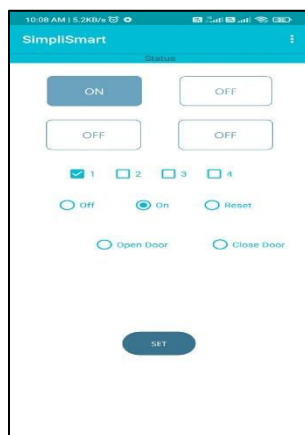 10:08 AM | 5.2KB/s
SimpliSmart
Status
ON OFF
OFF OFF
1 2 3 4
Off On Reset
Open Door Close Door
SET